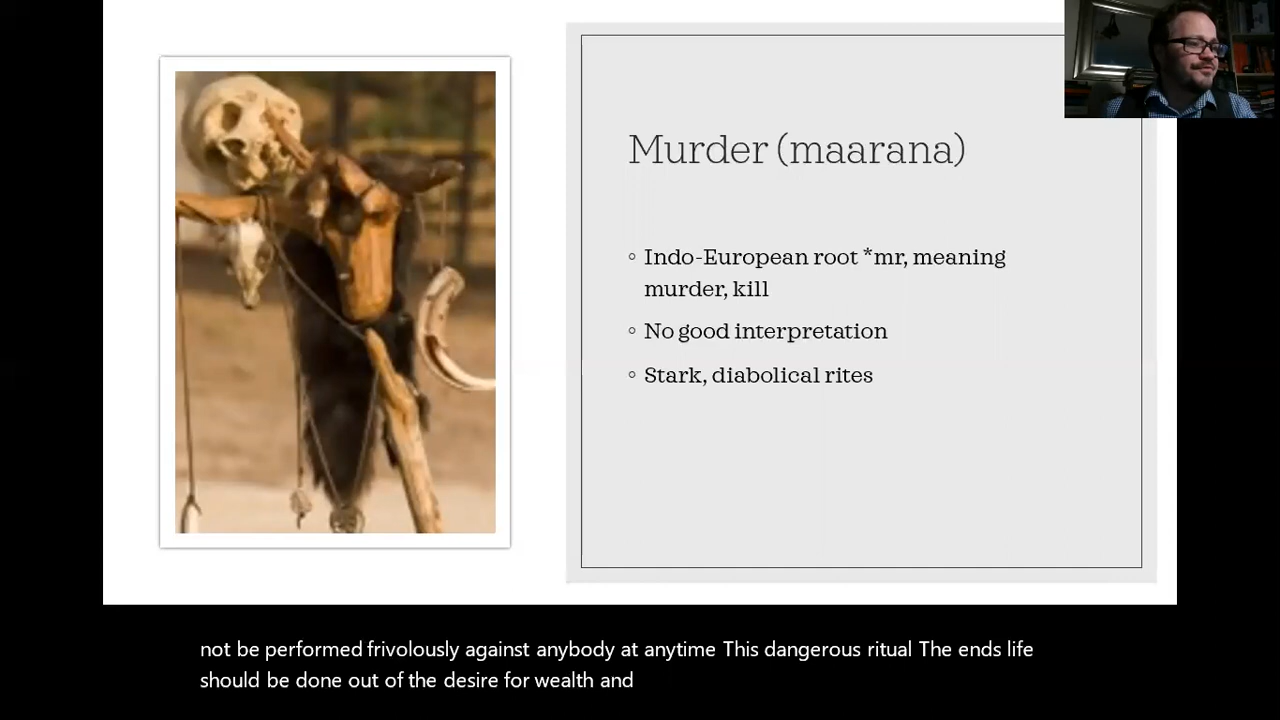 Murder (maarana)
◦ Indo-European root *mr, meaning
murder, kill
◦ No good interpretation
◦ Stark, diabolical rites
not be performed frivolously against anybody at anytime This dangerous ritual The ends life
should be done out of the desire for wealth and